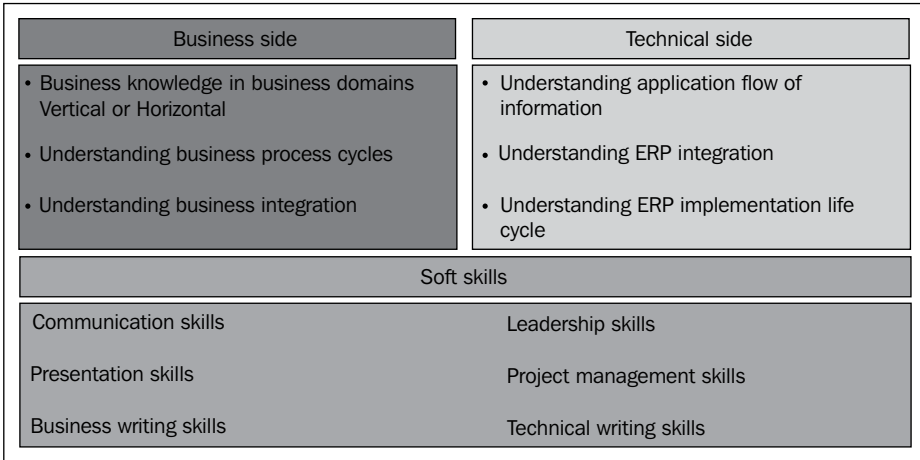 Business side
• Business knowledge in business domains
Vertical or Horizontal
• Understanding business process cycles
• Understanding business integration
Technical side
• Understanding application flow of
information
• Understanding ERP integration
• Understanding ERP implementation life
cycle
Soft skills
Communication skills
Presentation skills
Business writing skills
Leadership skills
Project management skills
Technical writing skills